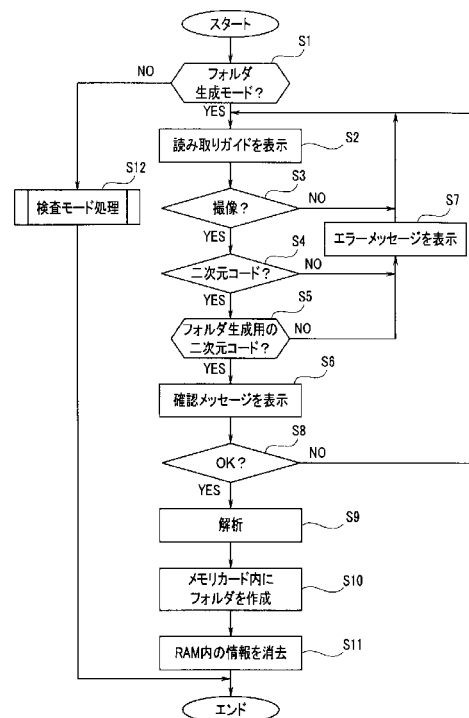 スタート
S1
NO
フォルダ
生成モード？
YES
S2
読み取りガイドを表示
S12
検査モード処理
S3
撮像？
NO
S7
エラーメッセージを表示
YES
S4
二次元コード？
NO
YES
S5
フォルダ生成用の
二次元コード？
NO
YES
S6
確認メッセージを表示
S8
OK？
NO
YES
S9
解析
S10
メモリカード内に
フォルダを作成
S11
RAM内の情報を消去
エンド